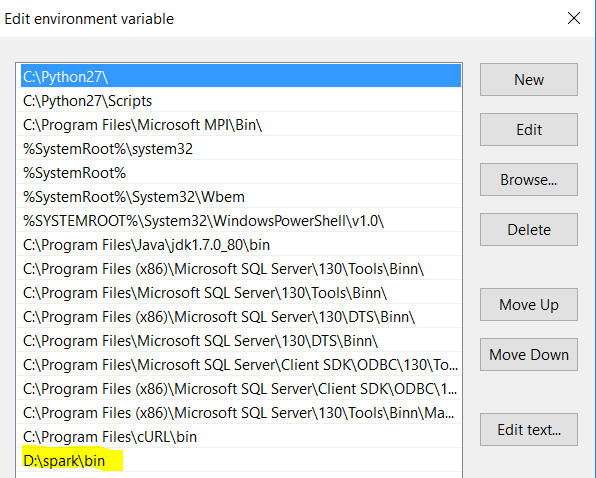 Edit environment variable
C:\Python27\
C:\Python27\Scripts
C:\Program Files\Microsoft MPI\Bin\
%SystemRoot%\system32
%SystemRoot%
%SystemRoot%\System32\Wbem
%SYSTEMROOT%\System32\WindowsPowerShell\v1.0\
C:\Program Files\Java\jdk1.7.0_80\bin
C:\Program Files (x86)\Microsoft SQL Server\130\Tools\Binn\
C:\Program Files\Microsoft SQL Server\130\Tools\Binn\
C:\Program Files (x86)\Microsoft SQL Server\130\DTS\Binn\
C:\Program Files\Microsoft SQL Server\130\DTS\Binn\
C:\Program Files\Microsoft SQL Server\Client SDK\ODBC\130\To...
C:\Program Files (x86)\Microsoft SQL Server\Client SDK\ODBC\1...
C:\Program Files (x86)\Microsoft SQL Server\130\Tools\Binn\Ma...
C:\Program Files\cURL\bin
D:\spark\bin
New
Edit
Browse...
Delete
Move Up
Move Down
Edit text...